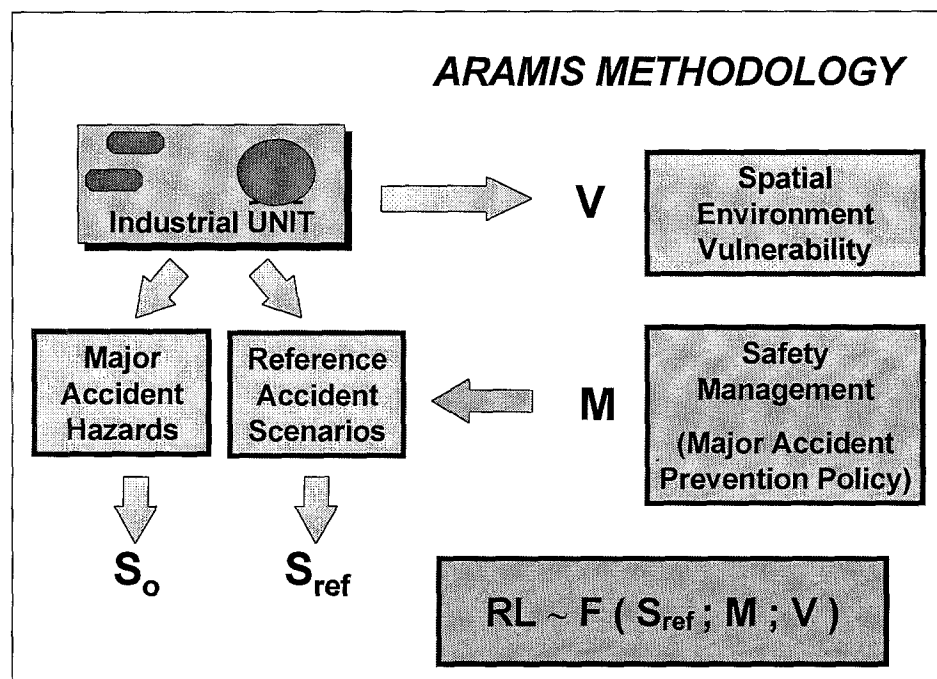 ARAMIS METHODOLOGY
Industrial UNIT
V
Spatial
Environment
Vulnerability
Major
Accident
Hazards
Reference
Accident
Scenarios
M
Safety
Management
(Major Accident
Prevention Policy)
So
Sref
RL ~ F ( Sref ; M ; V )